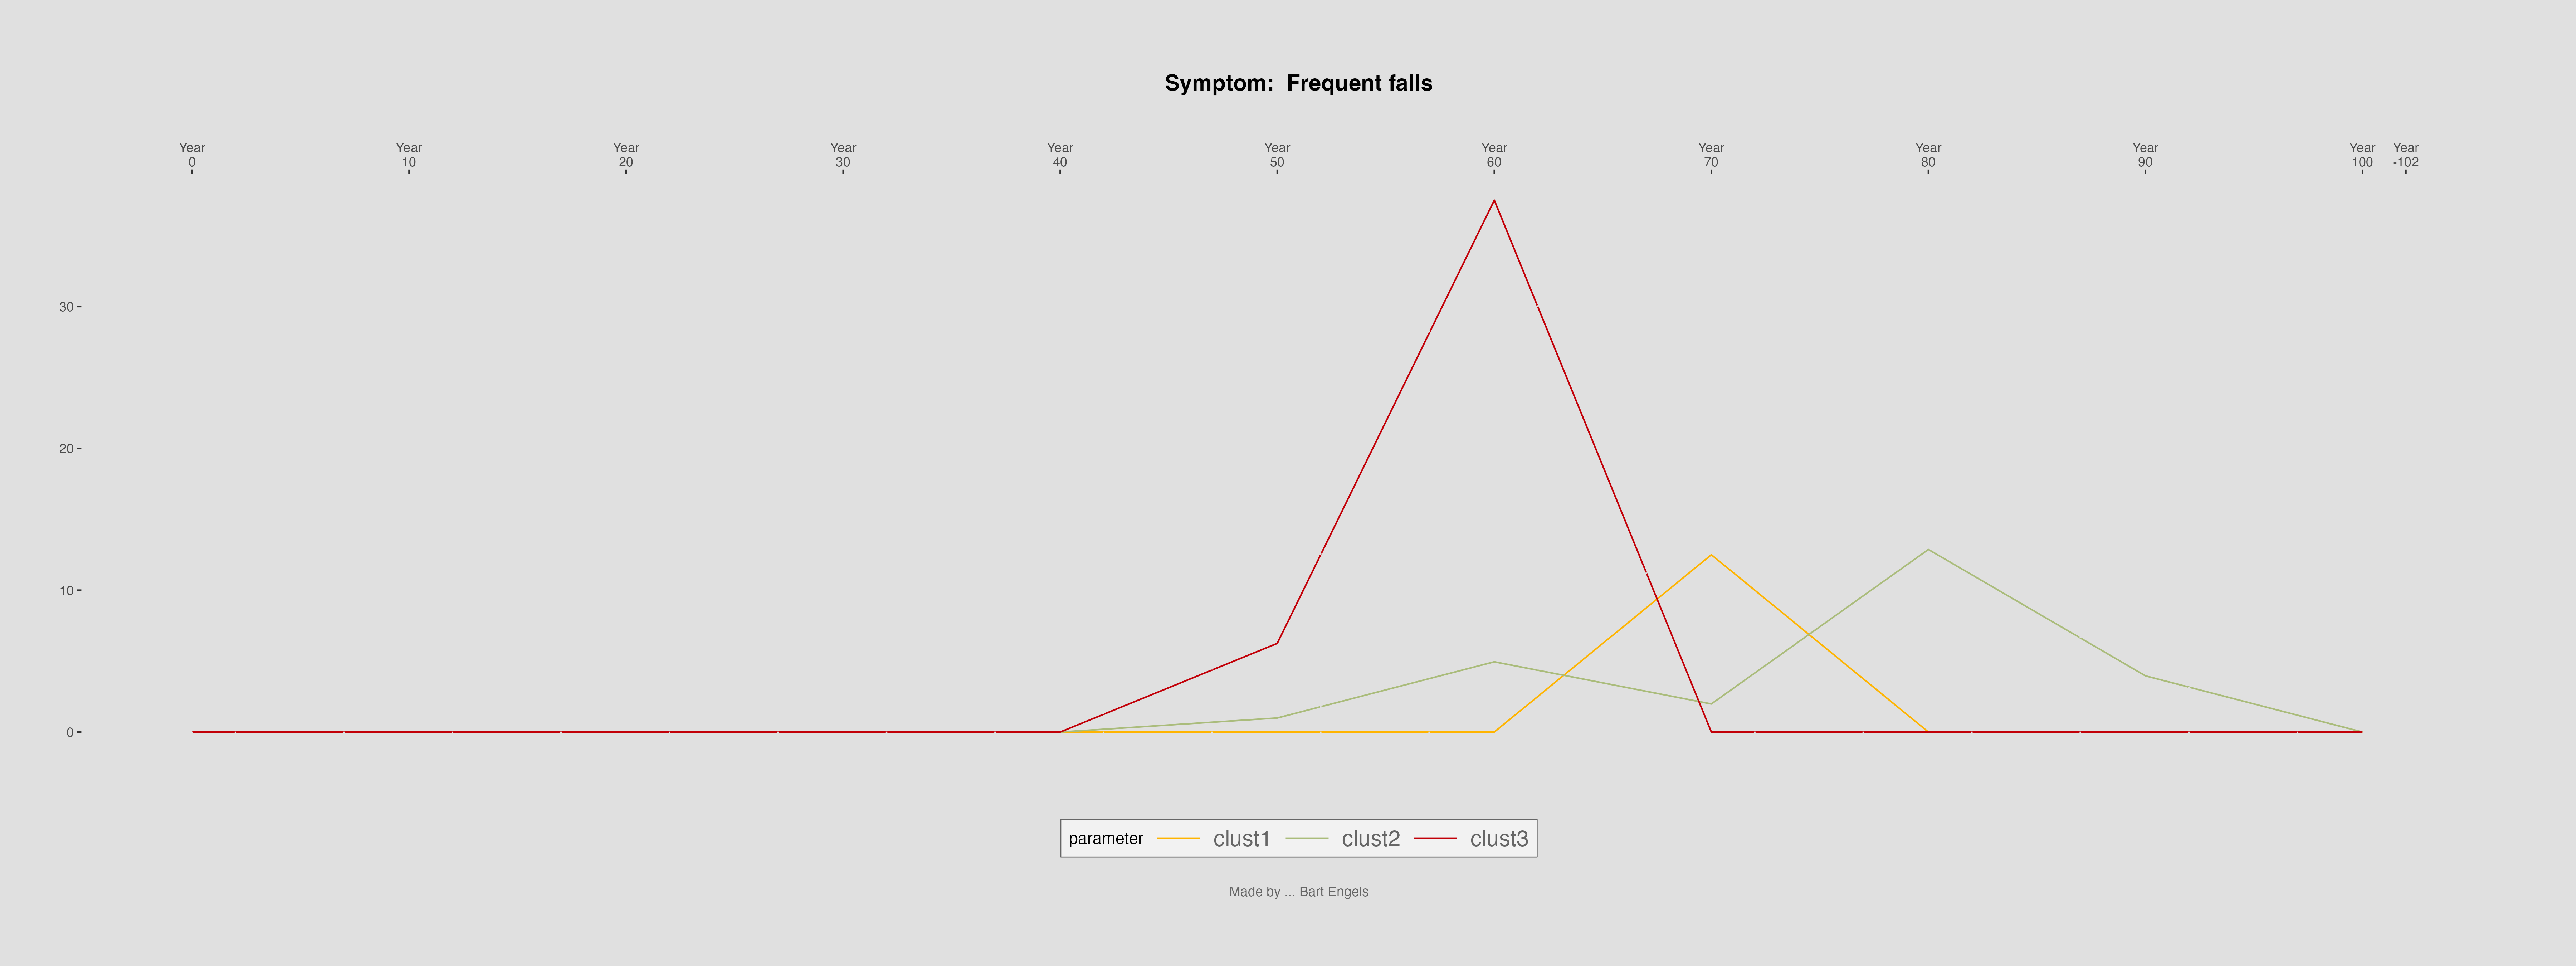 Symptom:  Frequent falls
Year Year Year Year Year Year Year Year Year Year Year Year
0 10 20 30 40 50 60 70 80 90 100 -102
30
20
10
0
parameter clust1 clust2 clust3
Made by ... Bart Engels